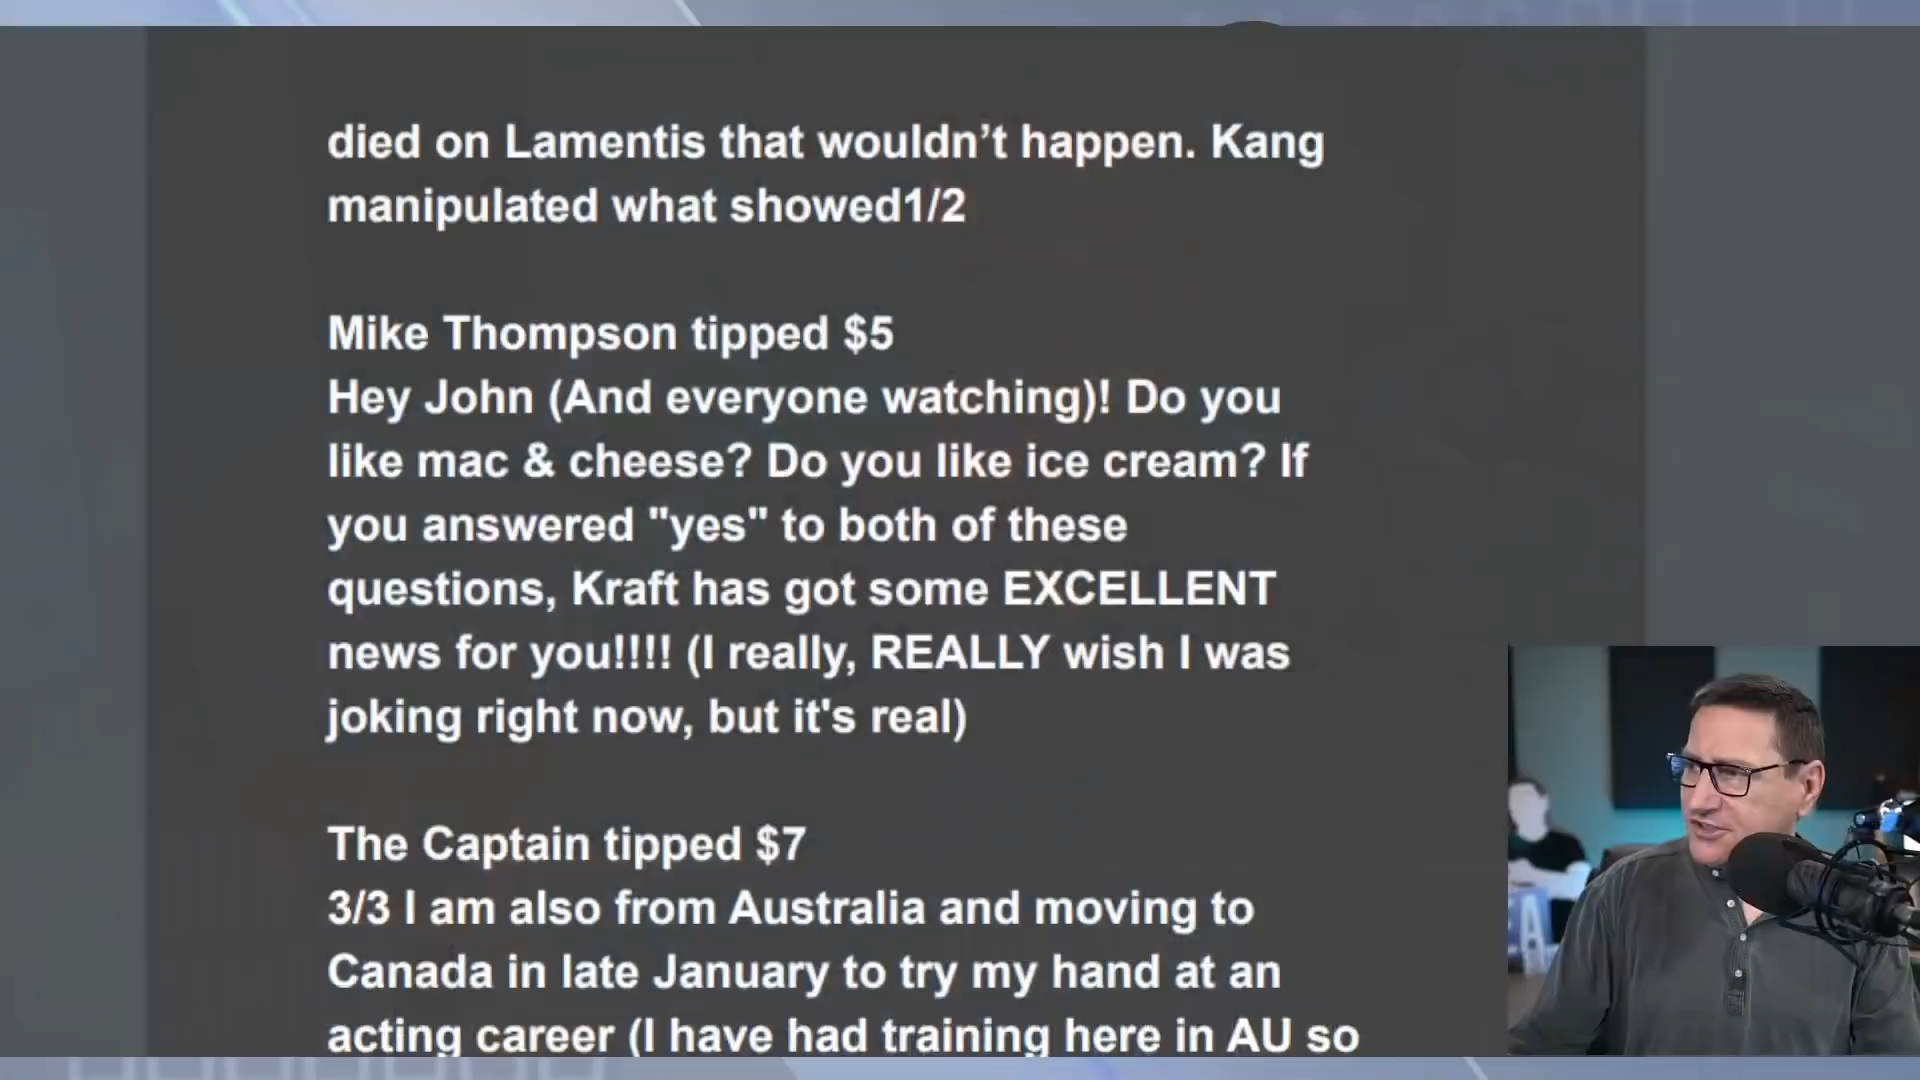 died on Lamentis that wouldn’t happen. Kang
manipulated what showed1/2
Mike Thompson tipped $5
Hey John (And everyone watching)! Do you
like mac & cheese? Do you like ice cream? If
you answered "yes" to both of these
questions, Kraft has got some EXCELLENT
news for you!!!! (I really, REALLY wish I was
joking right now, but it's real)
The Captain tipped $7
3/3 I am also from Australia and moving to
Canada in late January to try my hand at an
acting career (I have had training here in AU so